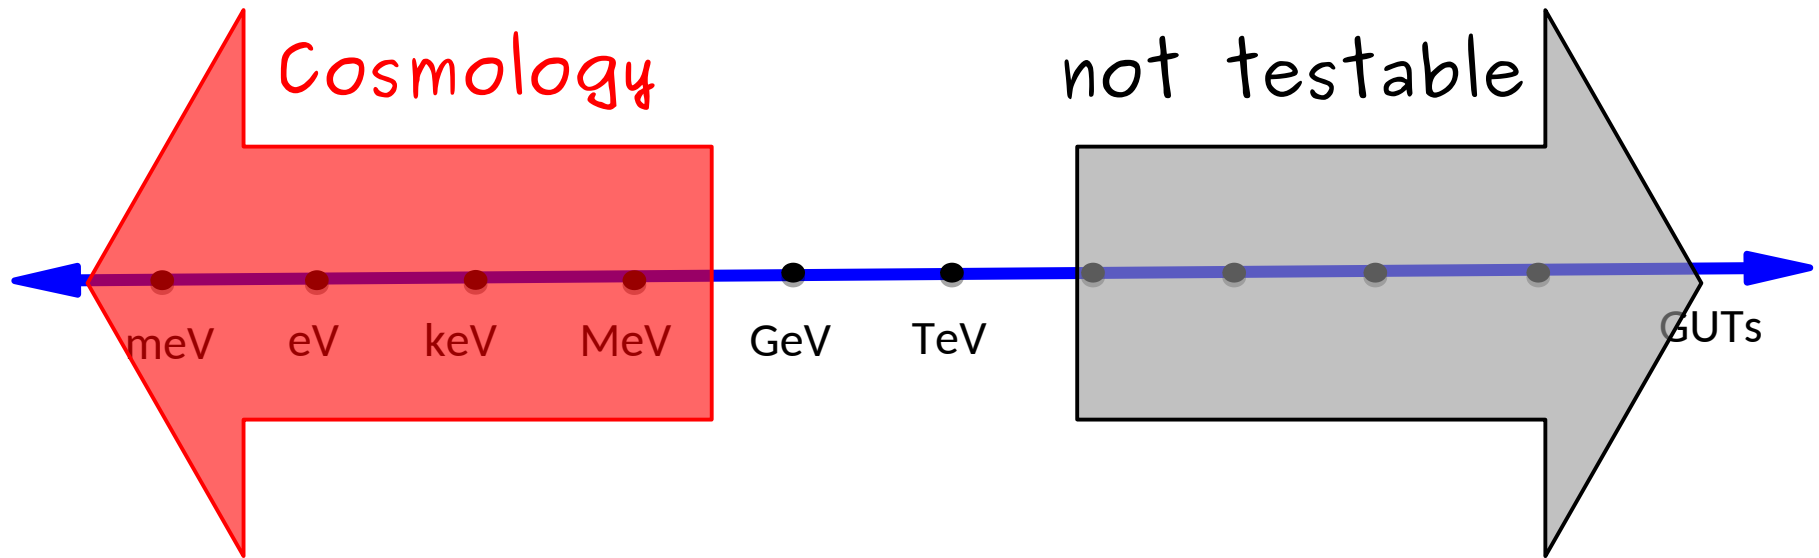 Cosmology
not testable
meV
eV
keV
MeV
GeV
TeV
GUTs